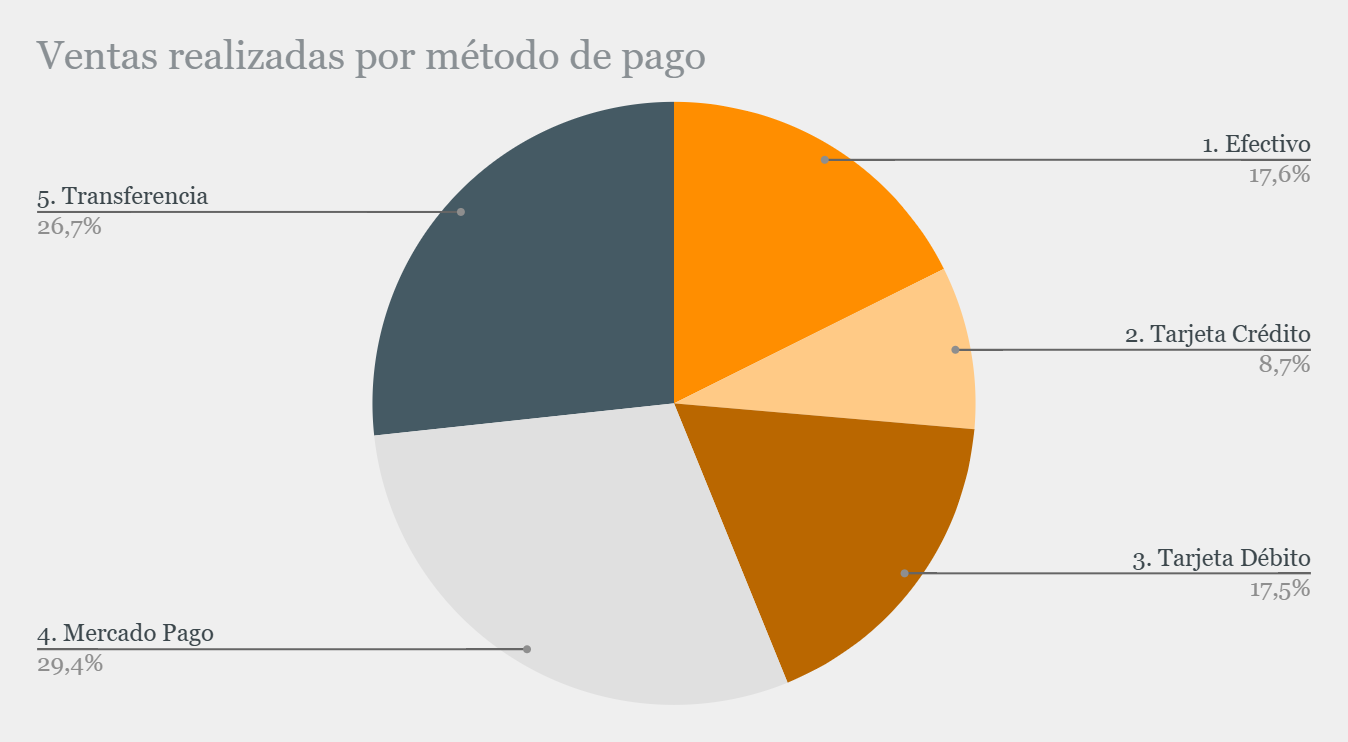 Ventas realizadas por método de pago
1. Efectivo
17,6%
2. Tarjeta Crédito
8,7%
3. Tarjeta Débito
17,5%
4. Mercado Pago
29,4%
5. Transferencia
26,7%